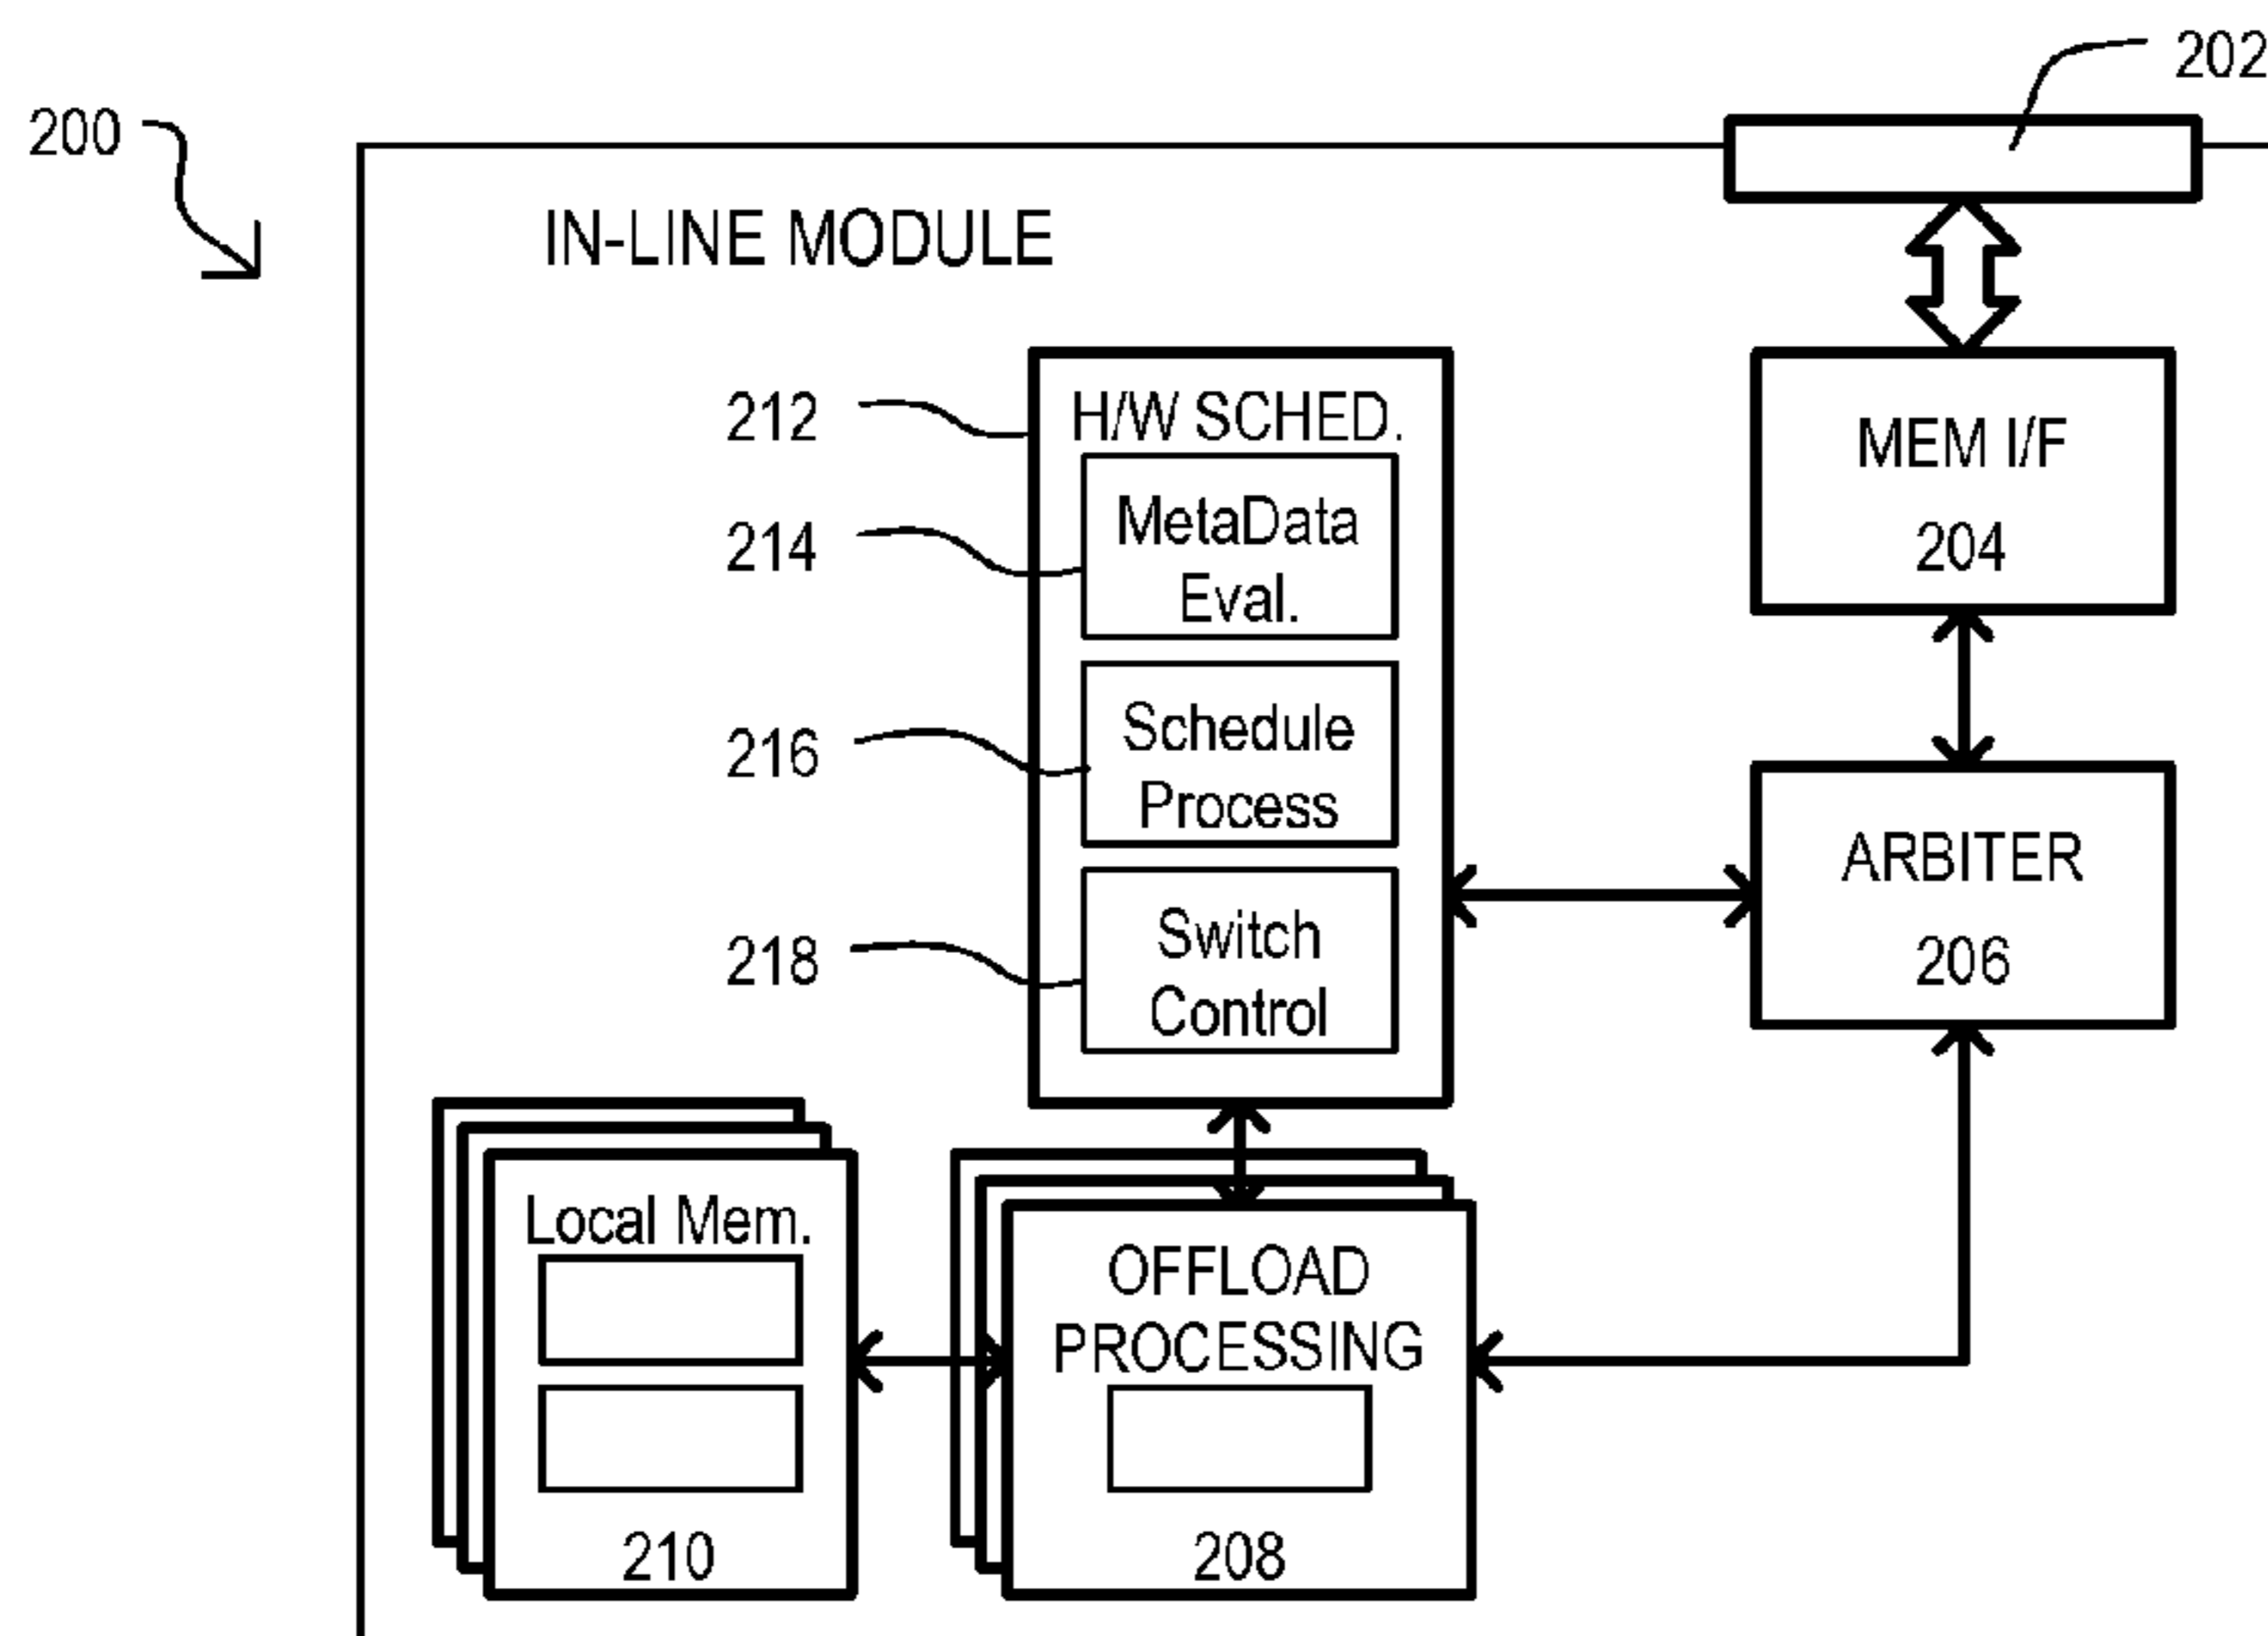 202
200
IN-LINE MODULE
212
H/W SCHED.
214
MetaData
Eval.
216
Schedule
Process
218
Switch
Control
MEM I/F
204
ARBITER
206
Local Mem.
210
OFFLOAD
PROCESSING
208